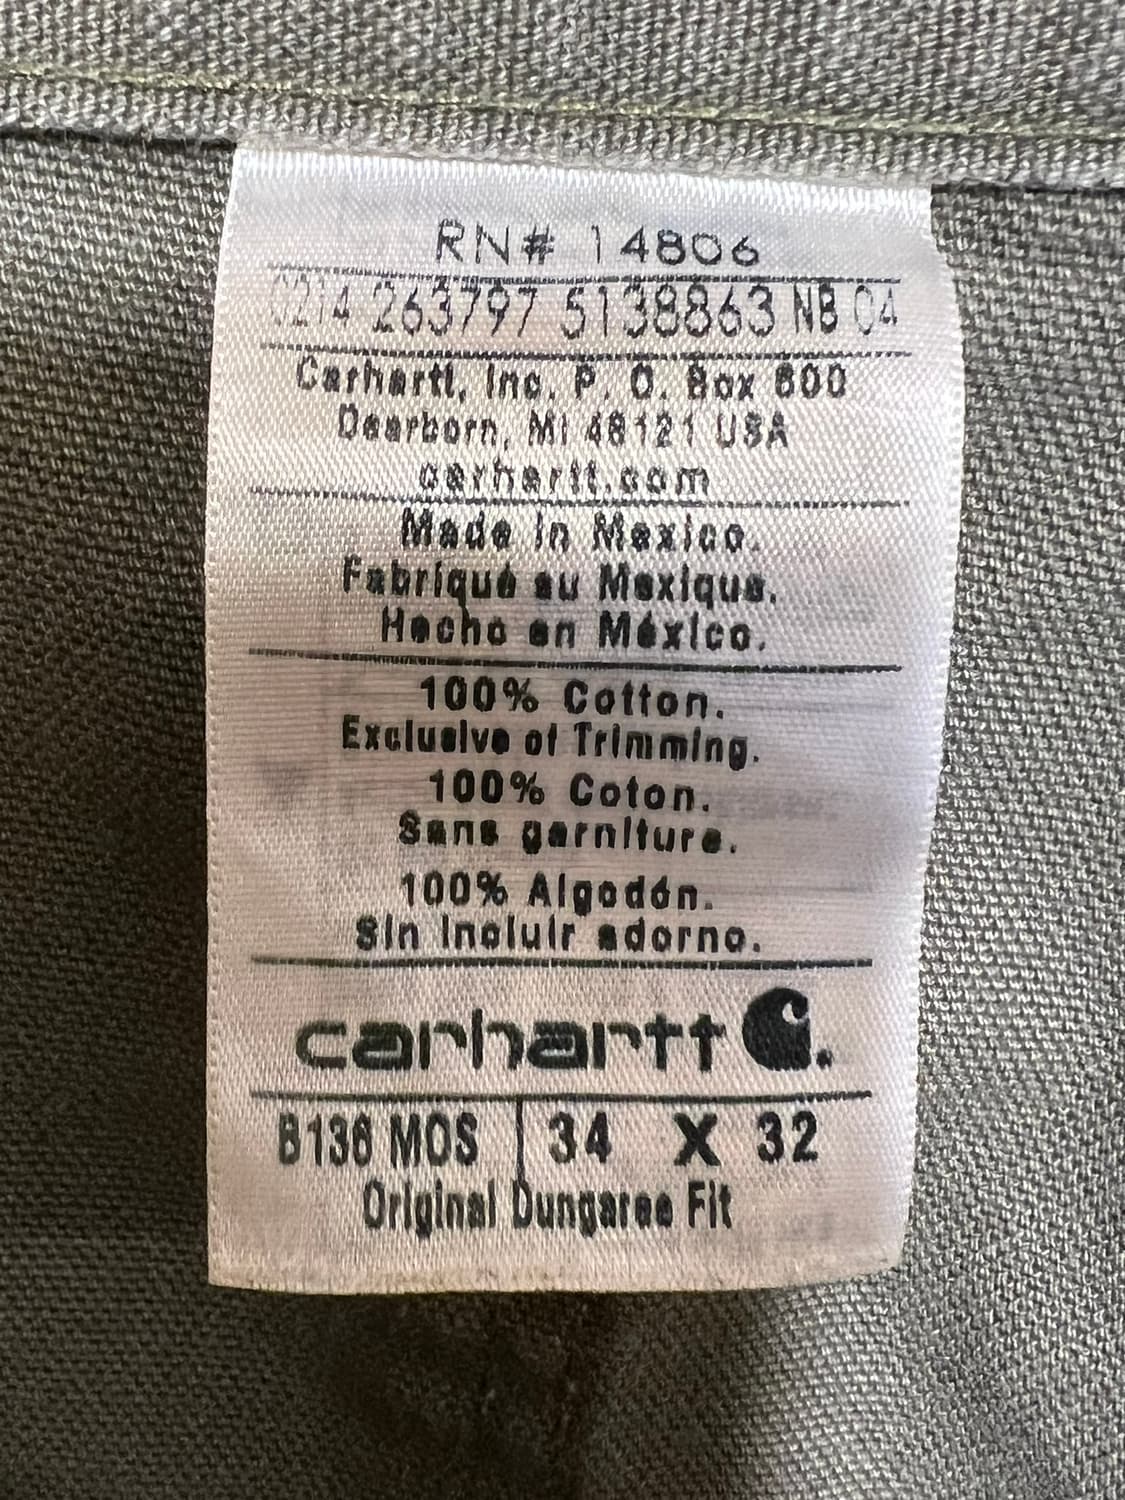 RN# 14806
0214 263797 5138863 NB 04
Carhartt, Inc. P. O. Box 600
Dearborn, MI 48121 USA
carhartt.com
Made in Mexico.
Fabriqué au Mexique.
Hecho en México.
100% Cotton.
Exclusive of Trimming.
100% Coton.
Sans garniture.
100% Algodón.
Sin incluir adorno.
carhartt
B136 MOS | 34 X 32
Original Dungaree Fit